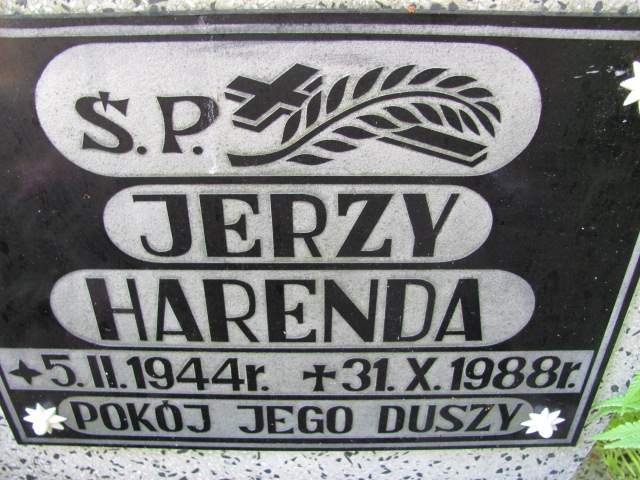 Ś.P.
JERZY
HARENDA
5.II.1944r. 31.X.1988r.
POKÓJ JEGO DUSZY